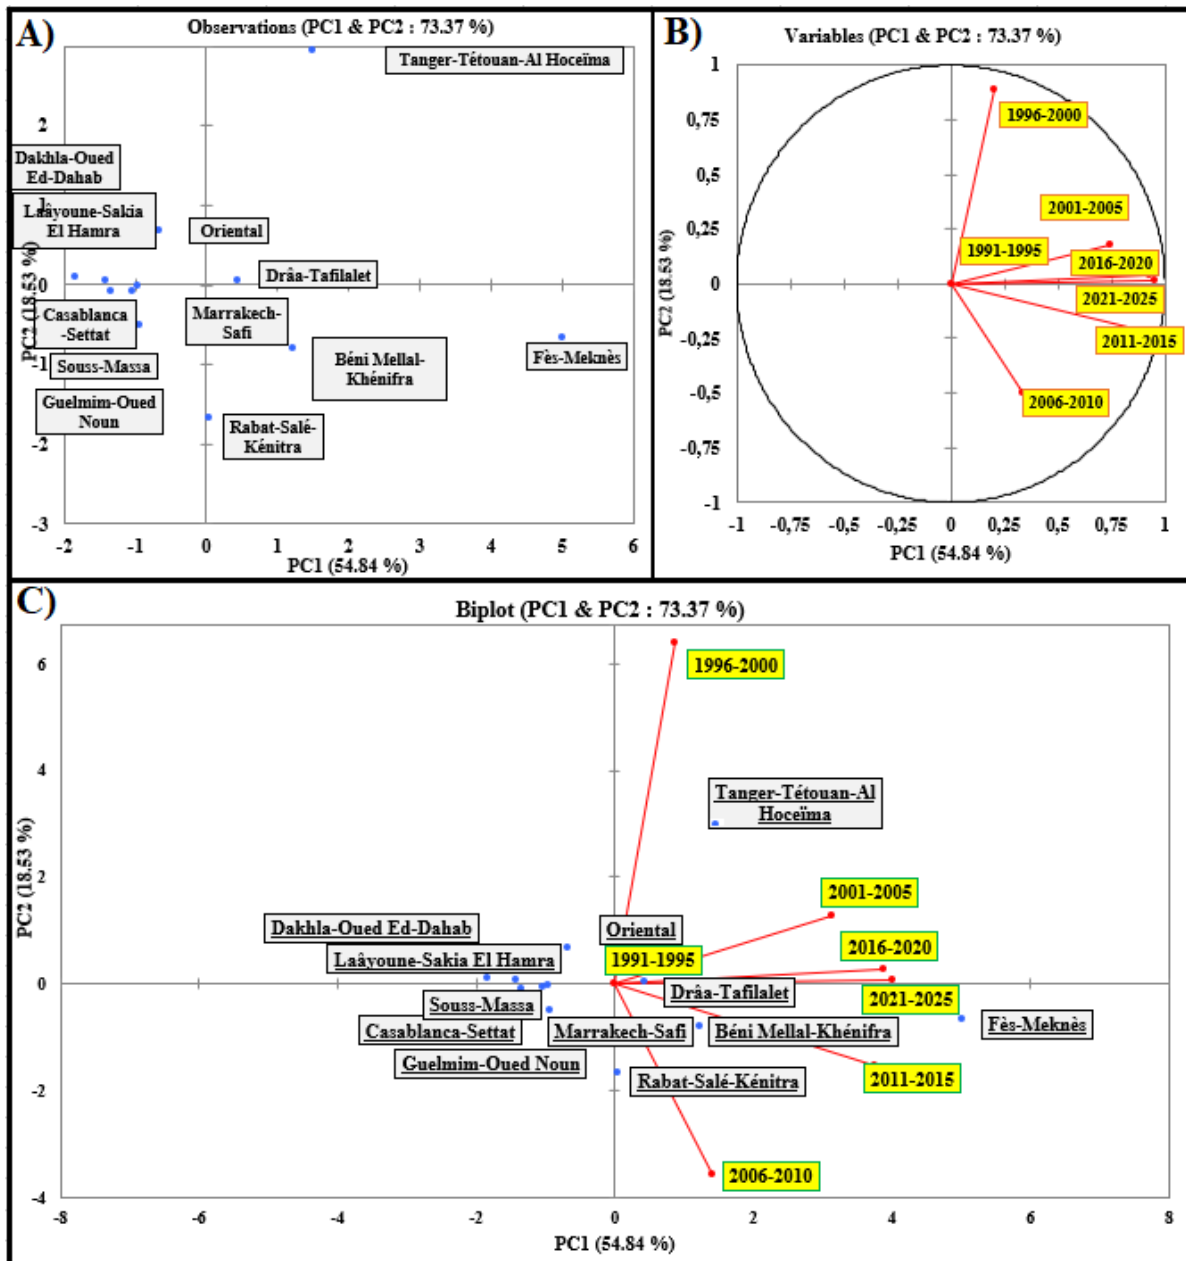 A)
Observations (PC1 & PC2 : 73.37 %)
Tanger-Tétouan-Al Hoceïma
Dakhla-Oued
Ed-Dahab
Laâyoune-Sakia
El Hamra
Oriental
Drâa-Tafilalet
Casablanca
-Settat
Marrakech-
Safi
Souss-Massa
Béni Mellal-
Khénifra
Fès-Meknès
Guelmim-Oued
Noun
Rabat-Salé-
Kénitra
PC2 (18.53 %)
2
1
0
-1
-2
-3
-2 -1 0 1 2 3 4 5 6
PC1 (54.84 %)
B)
Variables (PC1 & PC2 : 73.37 %)
1
0,75
0,5
0,25
0
-0,25
-0,5
-0,75
-1
PC2 (18.53 %)
1996-2000
2001-2005
1991-1995
2016-2020
2021-2025
2011-2015
2006-2010
-1 -0,75 -0,5 -0,25 0 0,25 0,5 0,75 1
PC1 (54.84 %)
C)
Biplot (PC1 & PC2 : 73.37 %)
6
4
2
0
-2
-4
PC2 (18.53 %)
1996-2000
Tanger-Tétouan-Al
Hoceïma
2001-2005
Dakhla-Oued Ed-Dahab
Oriental
2016-2020
Laâyoune-Sakia El Hamra
1991-1995
Drâa-Tafilalet
2021-2025
Souss-Massa
Casablanca-Settat
Marrakech-Safi
Béni Mellal-Khénifra
Fès-Meknès
Guelmim-Oued Noun
Rabat-Salé-Kénitra
2011-2015
2006-2010
-8 -6 -4 -2 0 2 4 6 8
PC1 (54.84 %)